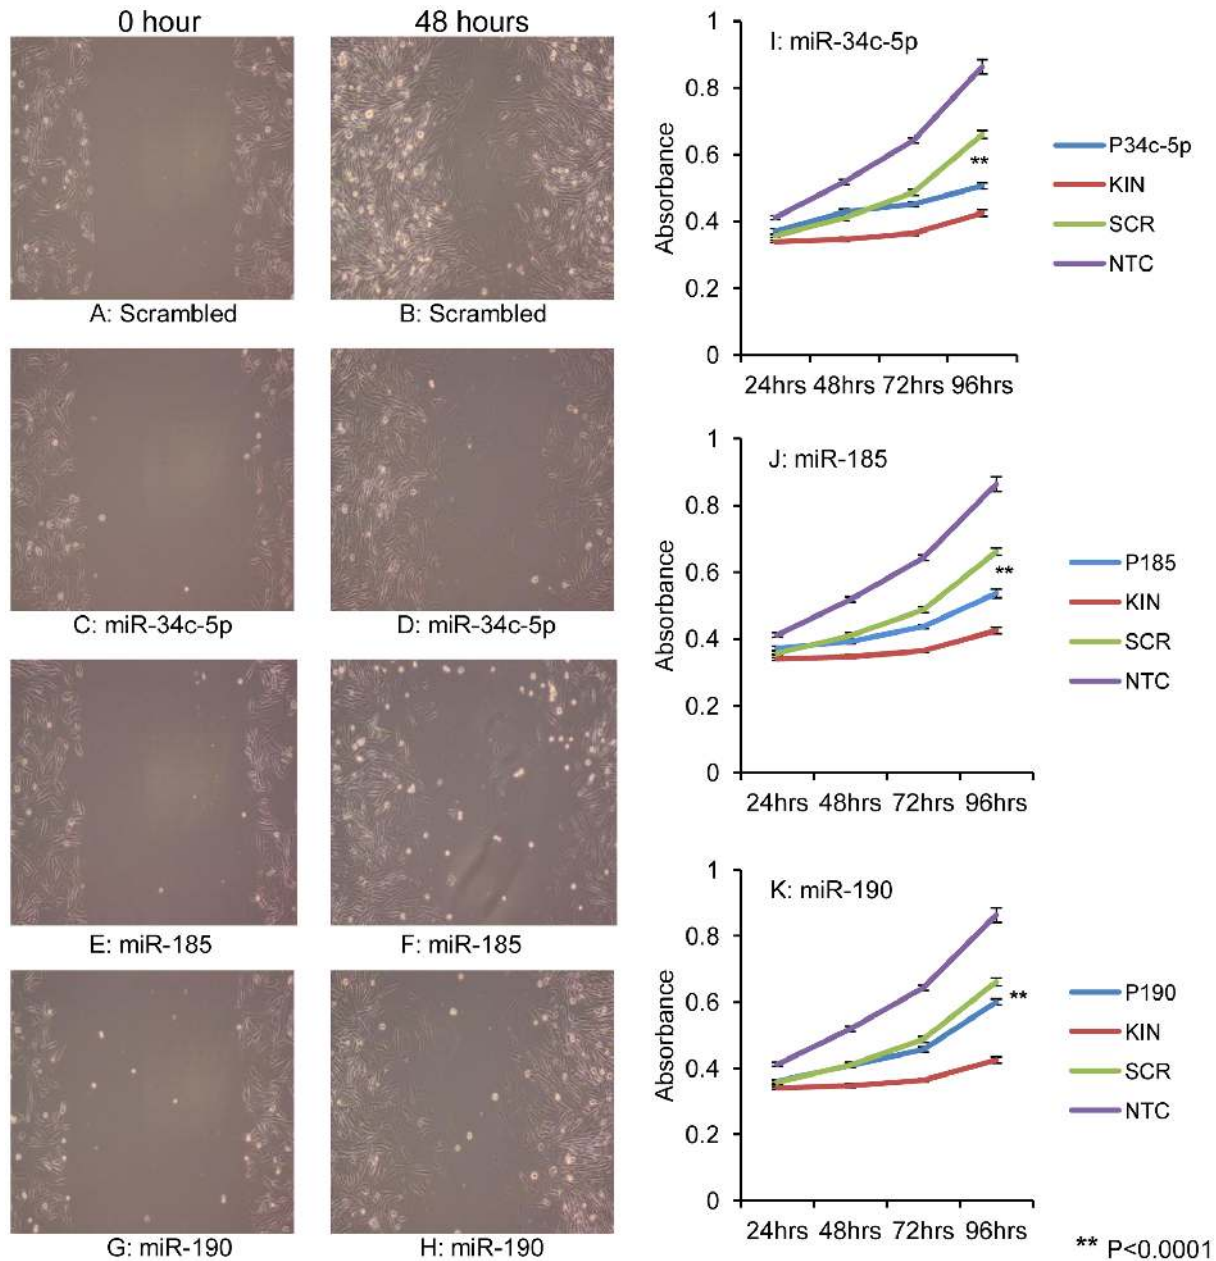 0 hour
48 hours
A: Scrambled
B: Scrambled
C: miR-34c-5p
D: miR-34c-5p
E: miR-185
F: miR-185
G: miR-190
H: miR-190
I: miR-34c-5p
1
0.8
0.6
0.4
0.2
0
Absorbance
**
24hrs 48hrs 72hrs 96hrs
P34c-5p
KIN
SCR
NTC
J: miR-185
1
0.8
0.6
0.4
0.2
0
Absorbance
**
24hrs 48hrs 72hrs 96hrs
P185
KIN
SCR
NTC
K: miR-190
1
0.8
0.6
0.4
0.2
0
Absorbance
**
24hrs 48hrs 72hrs 96hrs
P190
KIN
SCR
NTC
** P<0.0001